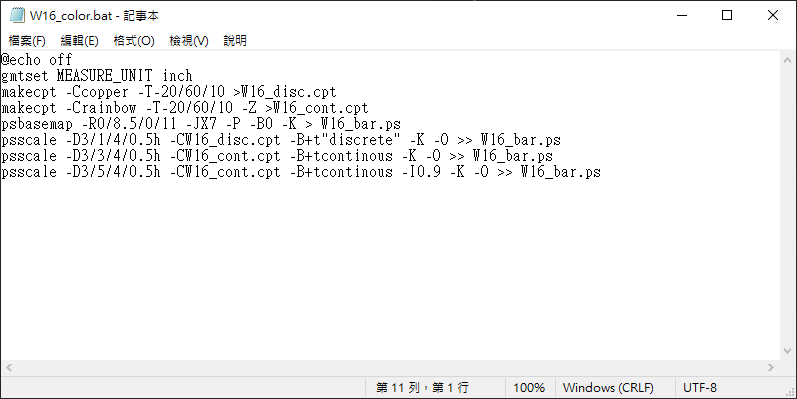 W16_color.bat - 記事本
檔案(F) 編輯(E) 格式(O) 檢視(V) 說明
@echo off
gmtset MEASURE_UNIT inch
makecpt -Ccopper -T-20/60/10 >W16_disc.cpt
makecpt -Crainbow -T-20/60/10 -Z >W16_cont.cpt
psbasemap -R0/8.5/0/11 -JX7 -P -B0 -K > W16_bar.ps
psscale -D3/1/4/0.5h -CW16_disc.cpt -B+t"discrete" -K -O >> W16_bar.ps
psscale -D3/3/4/0.5h -CW16_cont.cpt -B+tcontinous -K -O >> W16_bar.ps
psscale -D3/5/4/0.5h -CW16_cont.cpt -B+tcontinous -I0.9 -K -O >> W16_bar.ps
第 11 列，第 1 行 100% Windows (CRLF) UTF-8